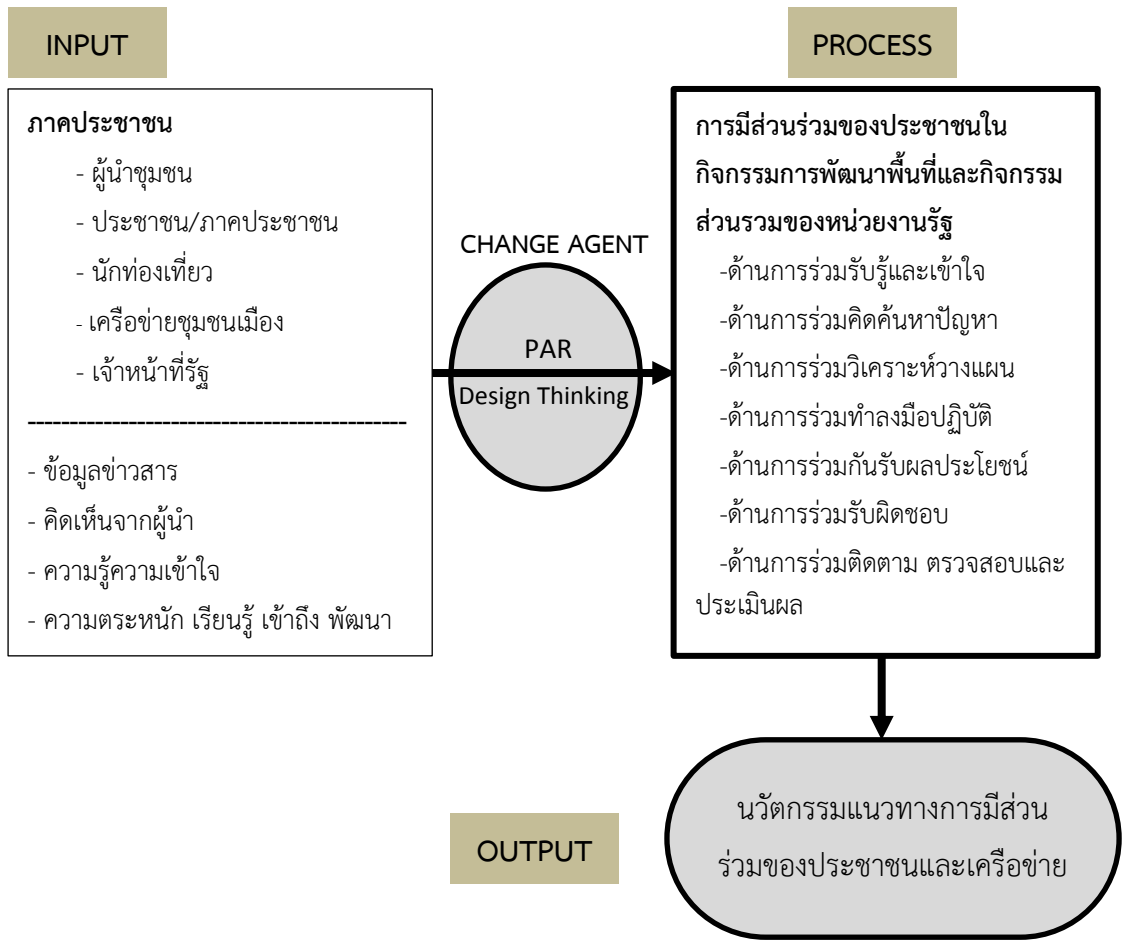 INPUT
ภาคประชาชน
- ผู้นำชุมชน
- ประชาชน/ภาคประชาชน
- นักท่องเที่ยว
- เครือข่ายชุมชนเมือง
- เจ้าหน้าที่รัฐ
----------------------------------------------
- ข้อมูลข่าวสาร
- คิดเห็นจากผู้นำ
- ความรู้ความเข้าใจ
- ความตระหนัก เรียนรู้ เข้าถึง พัฒนา
CHANGE AGENT
PAR
Design Thinking
PROCESS
การมีส่วนร่วมของประชาชนใน
กิจกรรมการพัฒนาพื้นที่และกิจกรรม
ส่วนรวมของหน่วยงานรัฐ
-ด้านการร่วมรับรู้และเข้าใจ
-ด้านการร่วมคิดค้นหาปัญหา
-ด้านการร่วมวิเคราะห์วางแผน
-ด้านการร่วมทำลงมือปฏิบัติ
-ด้านการร่วมกันรับผลประโยชน์
-ด้านการร่วมรับผิดชอบ
-ด้านการร่วมติดตาม ตรวจสอบและ
ประเมินผล
OUTPUT
นวัตกรรมแนวทางการมีส่วน
ร่วมของประชาชนและเครือข่าย